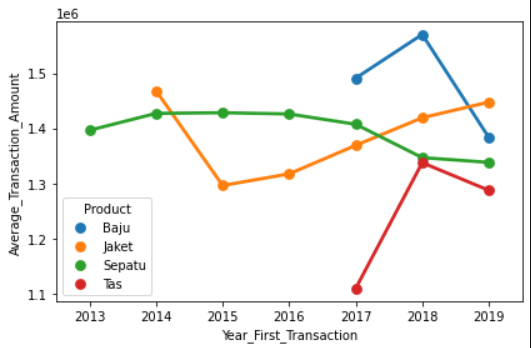 1e6
1.5
1.4
1.3
1.2
1.1
Average_Transaction_Amount
Product
Baju
Jaket
Sepatu
Tas
2013 2014 2015 2016 2017 2018 2019
Year_First_Transaction